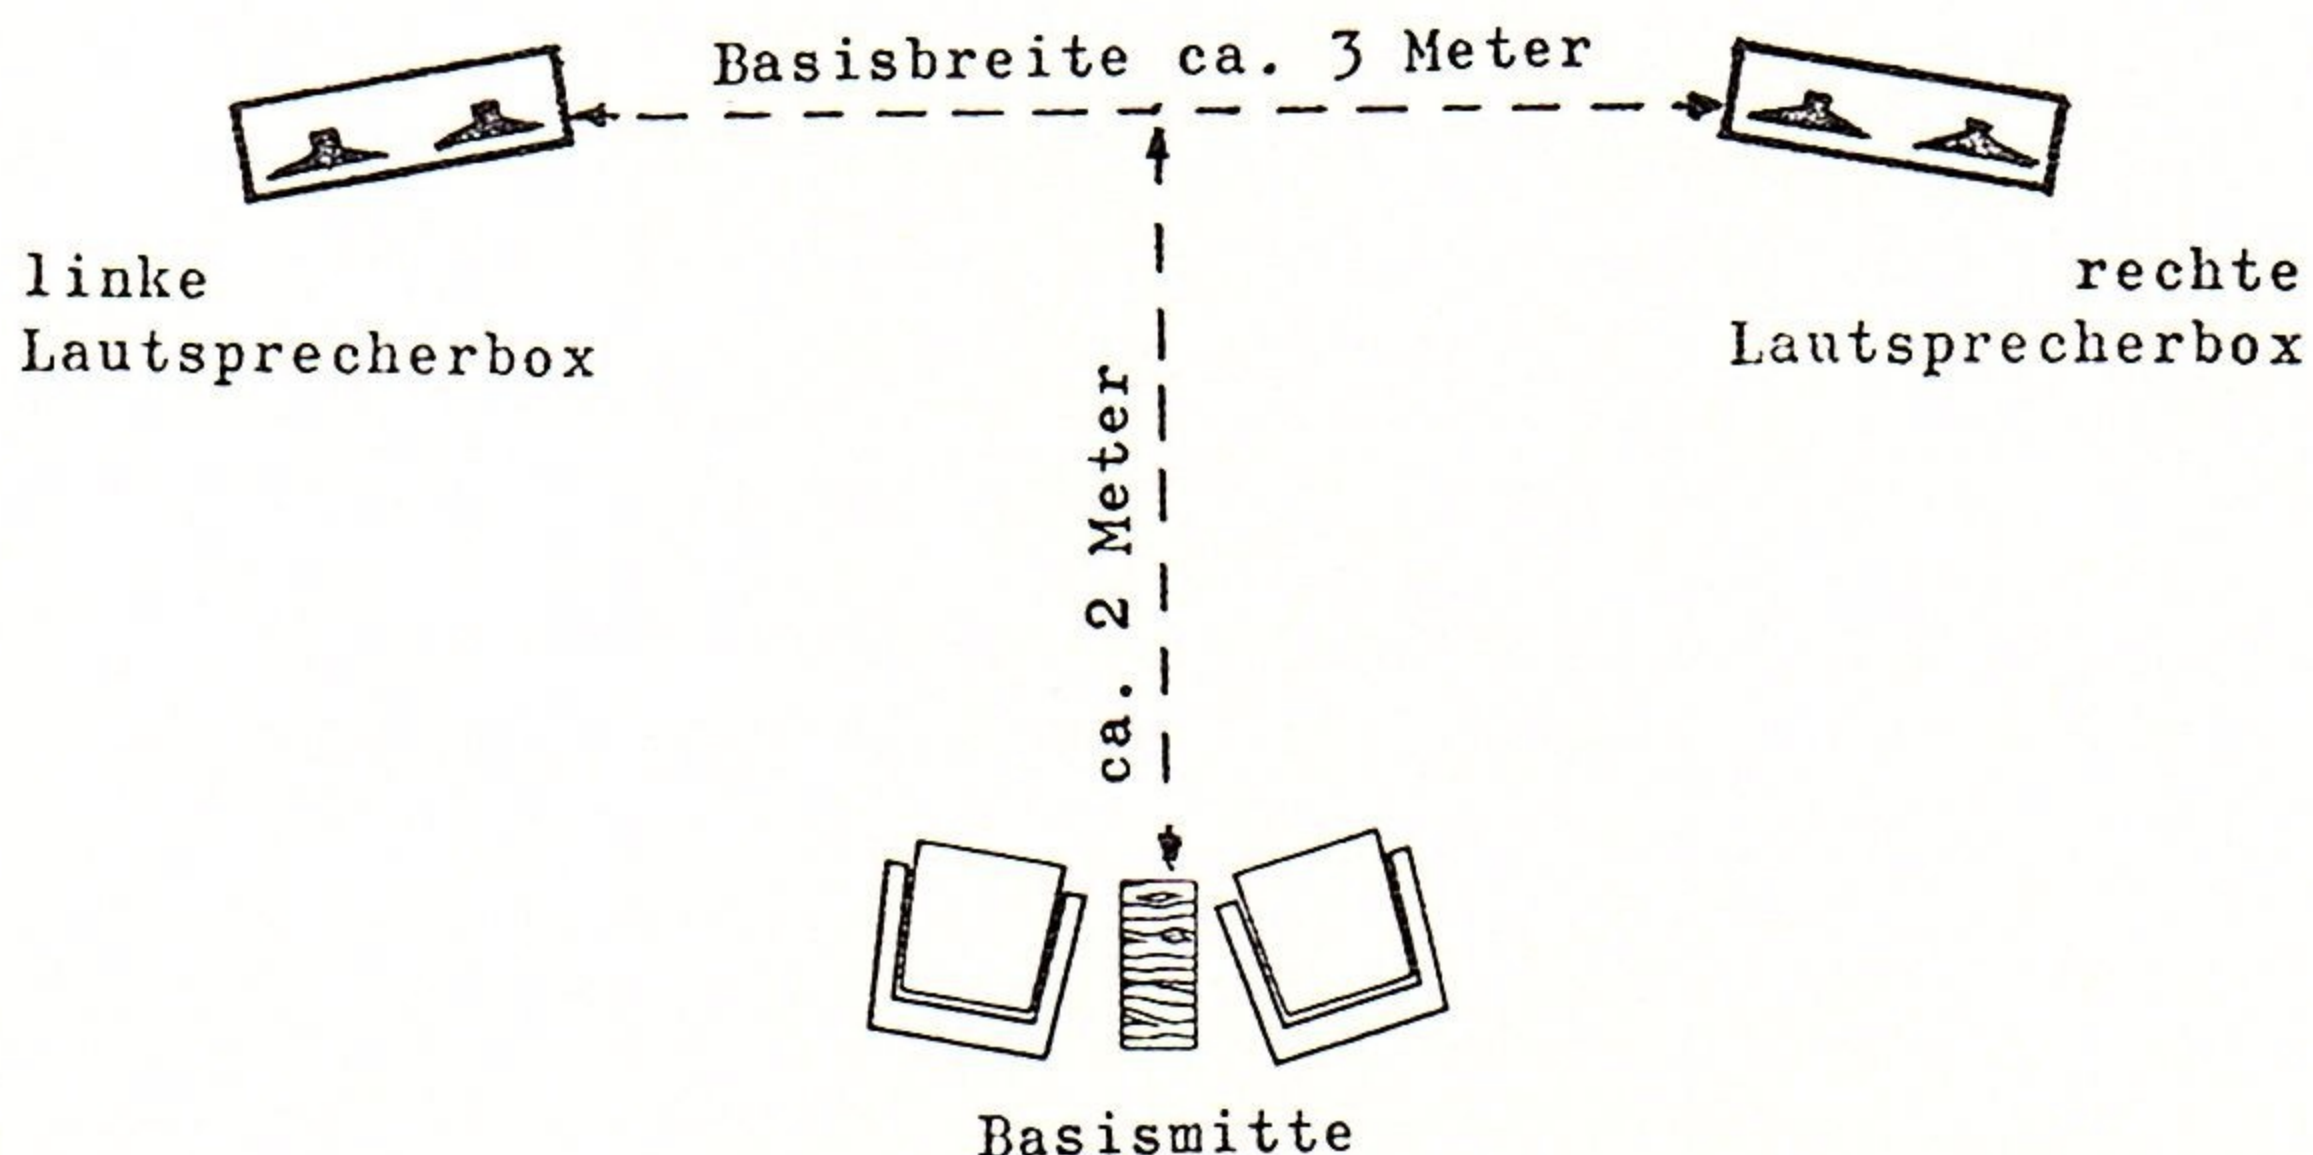 Basisbreite ca. 3 Meter
linke
Lautsprecherbox
rechte
Lautsprecherbox
ca. 2 Meter
Basismitte